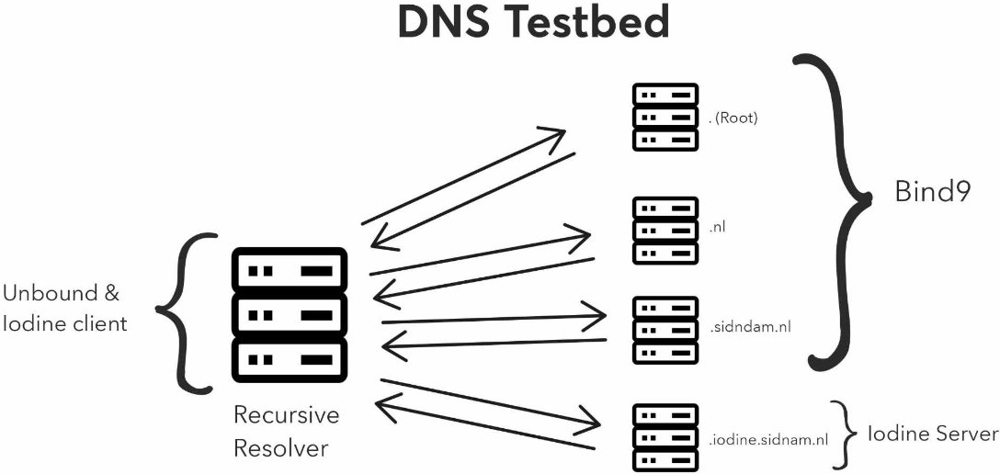 DNS Testbed
. (Root)
Bind9
.nl
Unbound &
Iodine client
.sidndam.nl
Recursive
Resolver
.iodine.sidnam.nl
Iodine Server